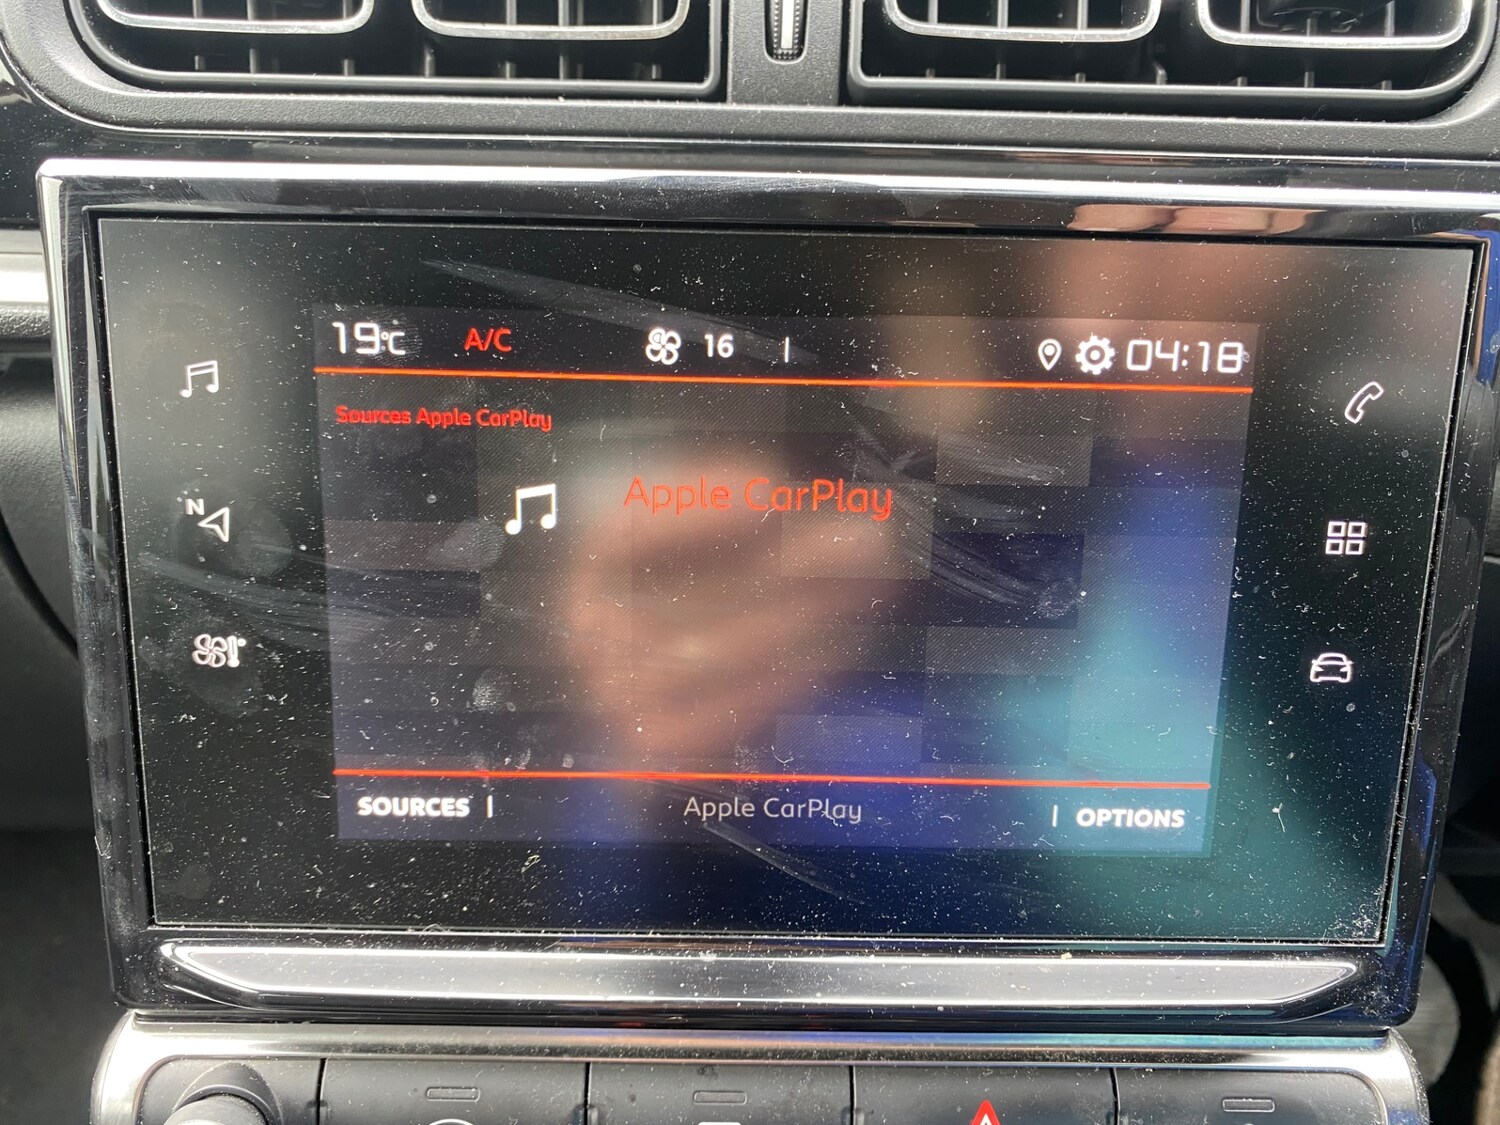 19°C A/C 16 04:18
Sources Apple CarPlay
Apple CarPlay
N
SOURCES Apple CarPlay OPTIONS